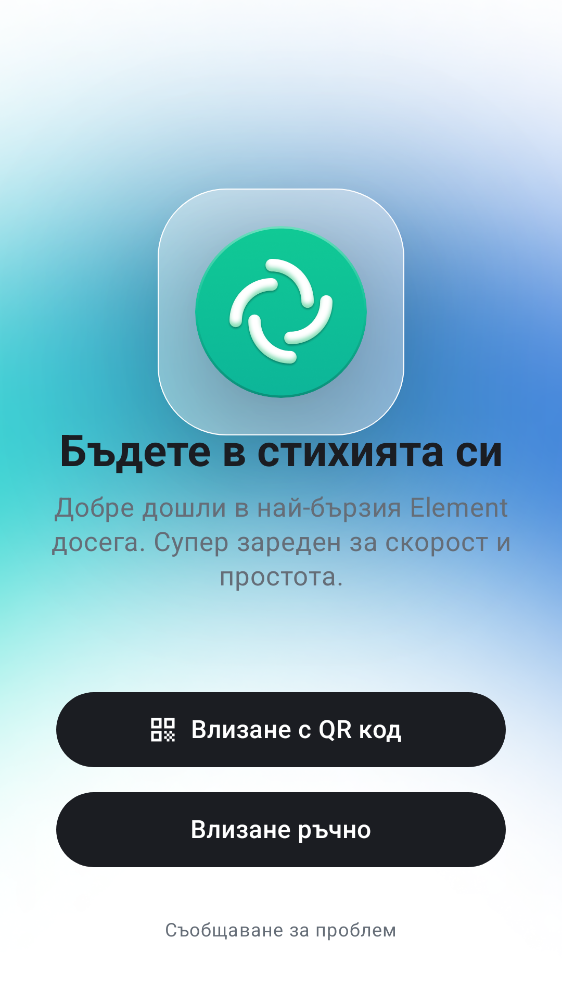 Бъдете в стихията си
Добре дошли в най-бързия Element
досега. Супер зареден за скорост и
простота.
Влизане с QR код
Влизане ръчно
Съобщаване за проблем